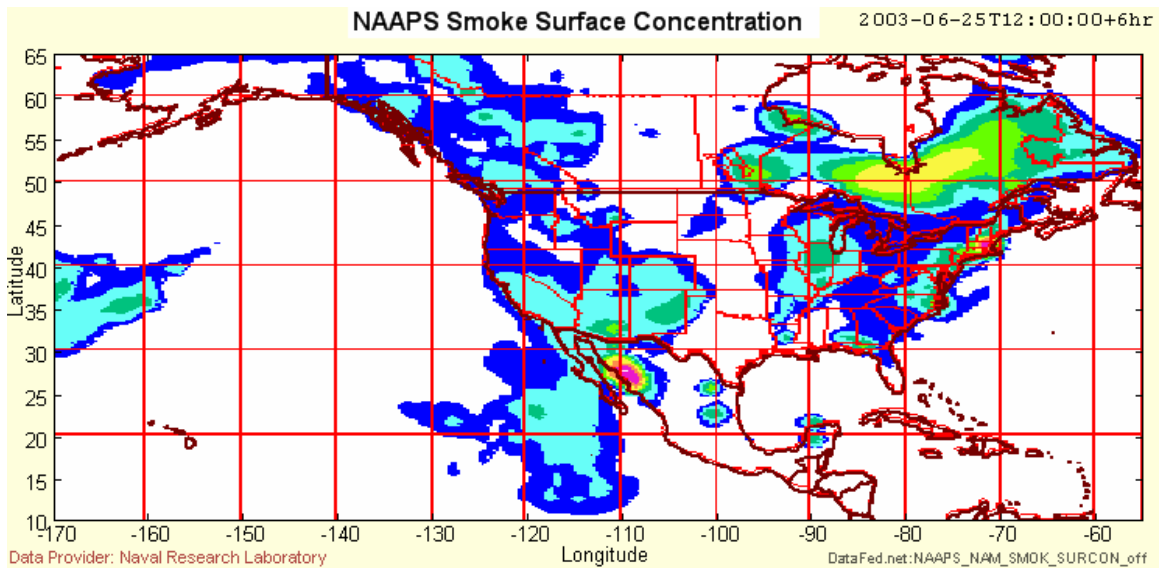 NAAPS Smoke Surface Concentration
2003-06-25T12:00:00+6hr
65
60
55
50
45
40
35
30
25
20
15
10
Latitude
-170 -160 -150 -140 -130 -120 -110 -100 -90 -80 -70 -60
Longitude
Data Provider: Naval Research Laboratory
DataFed.net:NAAPS_NAM_SMOK_SURCON_off